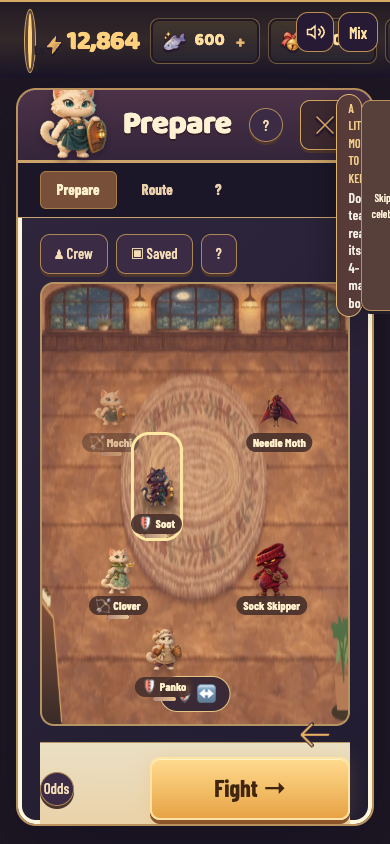 12,864
600 +
Mix
Prepare
?
A
LIT
MO
TO
KE
Do
tea
rea
its
4-
ma
bo
Skip
celeb
Prepare
Route
?
Crew
Saved
?
Mochi
Needle Moth
Soot
Clover
Sock Skipper
Panko
Odds
Fight →